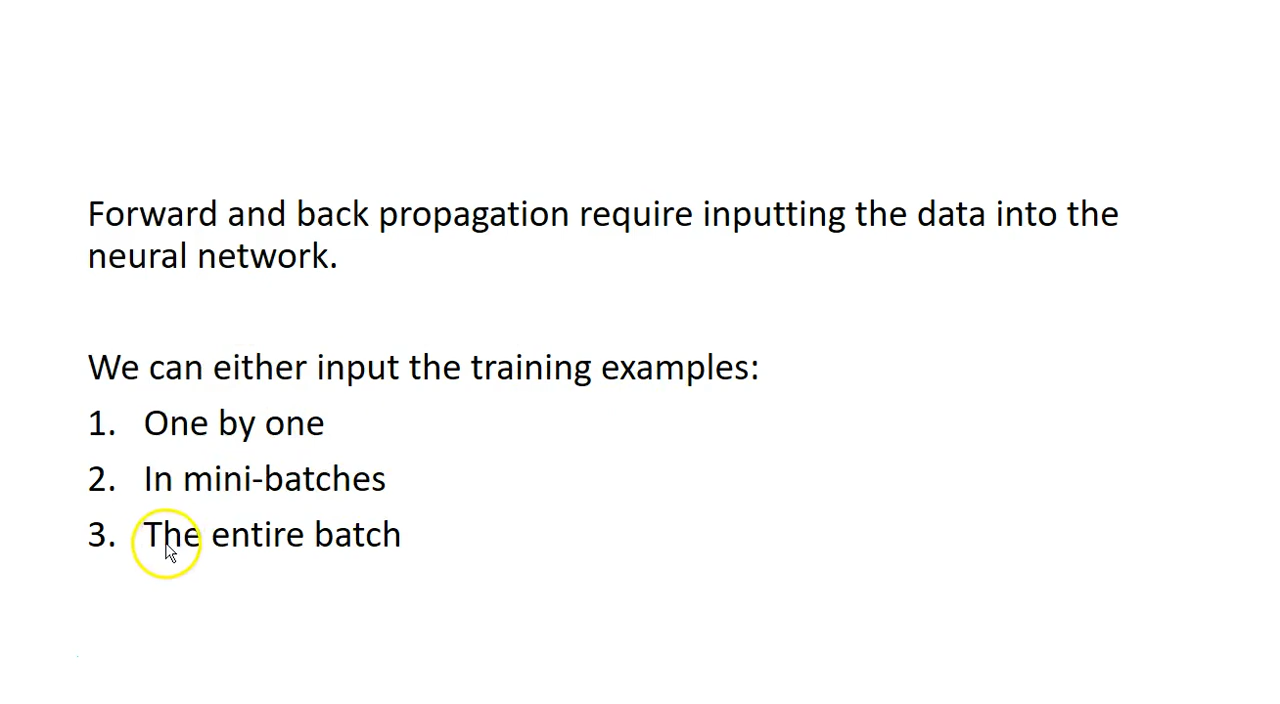 Forward and back propagation require inputting the data into the
neural network.
We can either input the training examples:
1. One by one
2. In mini-batches
3. The entire batch